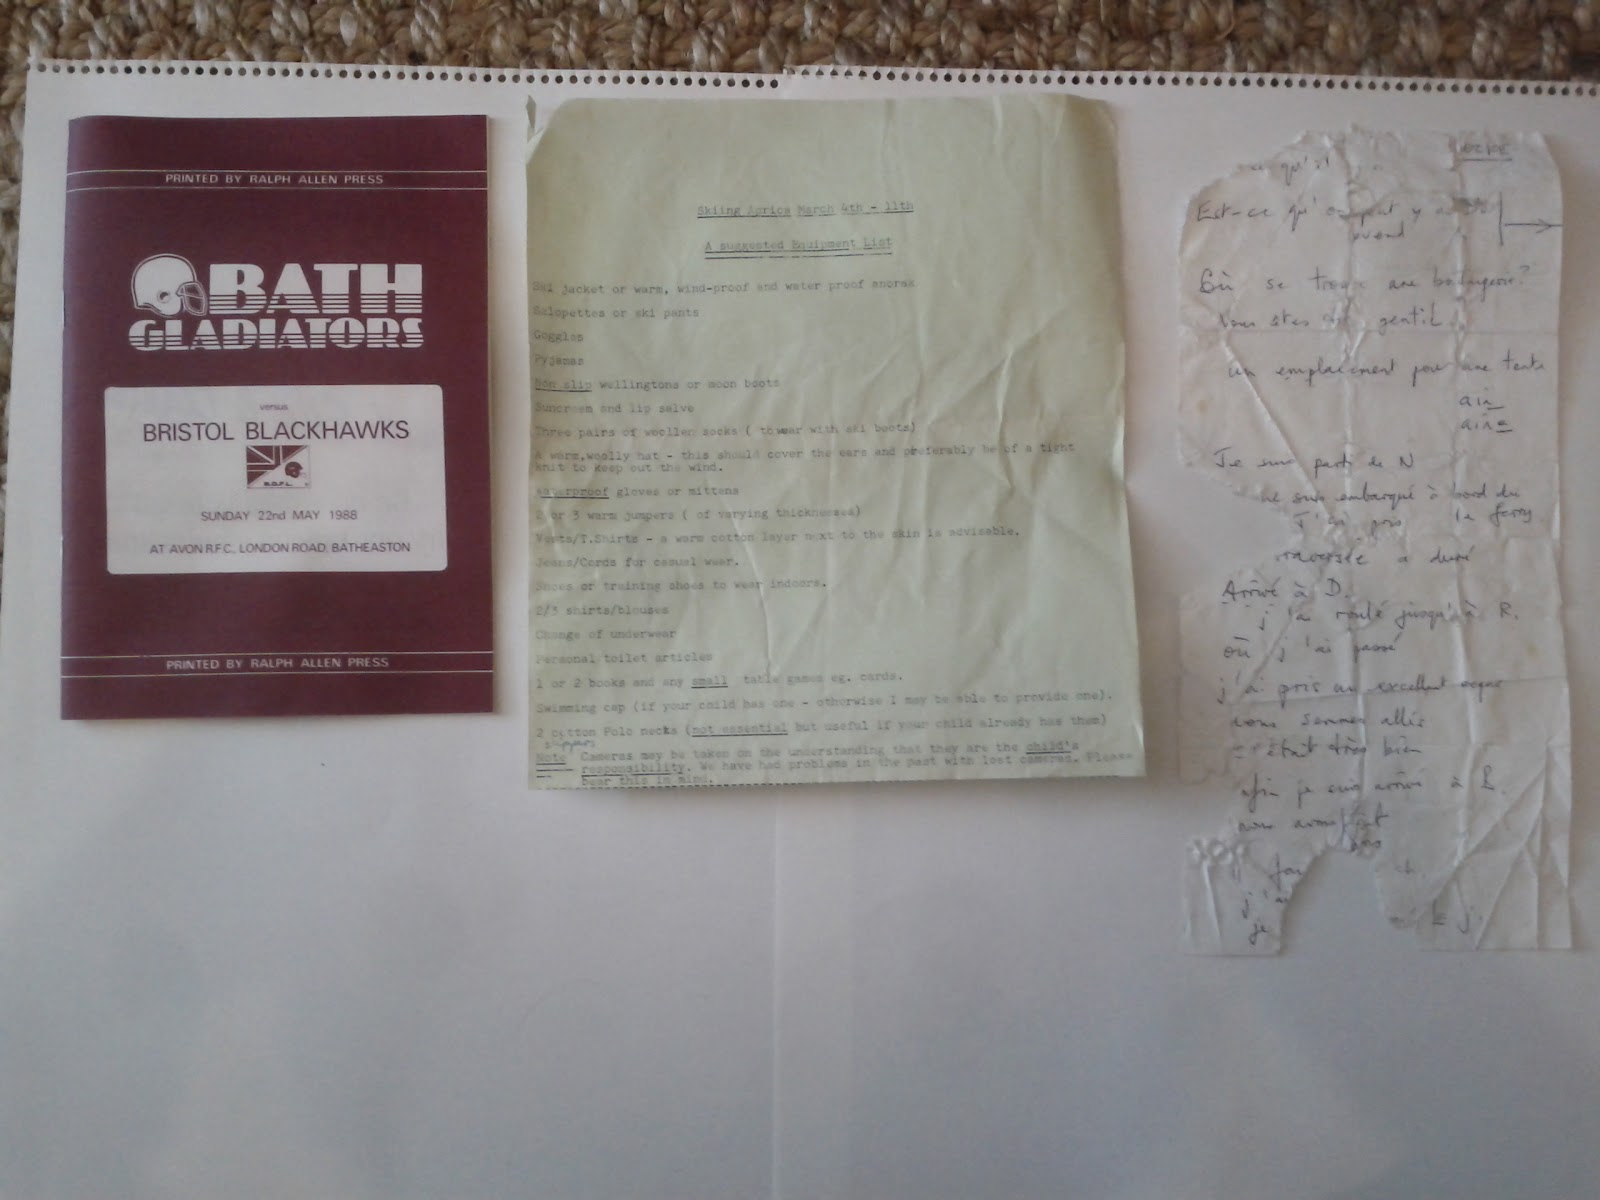 PRINTED BY RALPH ALLEN PRESS
BATH
GLADIATORS
versus
BRISTOL BLACKHAWKS
B.G.F.L.
SUNDAY 22nd MAY 1988
AT AVON R.F.C., LONDON ROAD, BATHEASTON
PRINTED BY RALPH ALLEN PRESS
Skiing Aprica March 4th - 11th
A suggested Equipment List
Ski jacket or warm, wind-proof and water proof anorak
Salopettes or ski pants
Goggles
Pyjamas
Non slip wellingtons or moon boots
Suncream and lip salve
Three pairs of woollen socks ( to wear with ski boots)
A warm,woolly hat - this should cover the ears and preferably be of a tight
knit to keep out the wind.
Waterproof gloves or mittens
2 or 3 warm jumpers ( of varying thicknesses)
Vests/T.Shirts - a warm cotton layer next to the skin is advisable.
Jeans/Cords for casual wear.
Shoes or training shoes to wear indoors.
2/3 shirts/blouses
Change of underwear
Personal toilet articles
1 or 2 books and any small table games eg. cards.
Swimming cap (if your child has one - otherwise I may be able to provide one).
2 cotton Polo necks (not essential but useful if your child already has them)
slippers
Note Cameras may be taken on the understanding that they are the child's
responsibility. We have had problems in the past with lost cameras. Please
bear this in mind.
qu'il
Est-ce qu'on peut y
Où se trouve une boulangerie?
Vous êtes gentil.
un emplacement pour une tente
ain
aine
Je suis parti de N
me suis embarqué à bord du
J'ai pris le ferry
traversée a duré
Arrivé à D.
j'ai roulé jusqu'à R.
où j'ai passé
j'ai pris un excellent repas
nous sommes allés
c'était très bien
je suis arrivé à B.
nous avons
j'ai
je
j